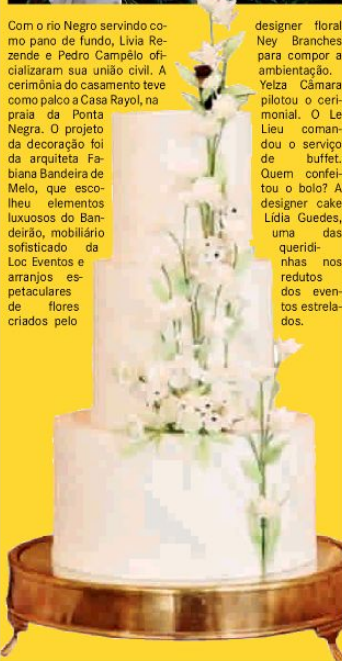 Com o rio Negro servindo co-
mo pano de fundo, Livia Re-
zende e Pedro Campêlo ofi-
cializaram sua união civil. A
cerimônia do casamento teve
como palco a Casa Rayol, na
praia da Ponta
Negra. O projeto
da decoração foi
da arquiteta Fa-
biana Bandeira de
Melo, que esco-
lheu elementos
luxuosos do Ban-
deirão, mobiliário
sofisticado da
Loc Eventos e
arranjos es-
petaculares
de flores
criados pelo
designer floral
Ney Branches
para compor a
ambientação.
Yelza Câmara
pilotou o ceri-
monial. O Le
Lieu coman-
dou o serviço
de buffet.
Quem confei-
tou o bolo? A
designer cake
Lídia Guedes,
uma das
queridi-
nhas nos
redutos
dos even-
tos estrela-
dos.